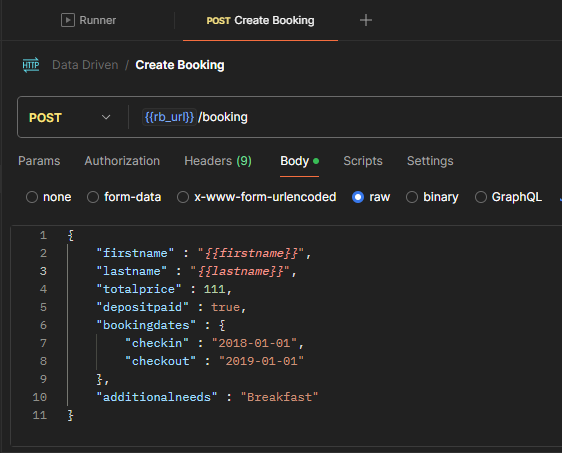 Runner
POST Create Booking
HTTP Data Driven / Create Booking
POST {{rb_url}}/booking
Params Authorization Headers (9) Body Scripts Settings
none form-data x-www-form-urlencoded raw binary GraphQL
1 {
2 "firstname" : "{{firstname}}",
3 "lastname" : "{{lastname}}",
4 "totalprice" : 111,
5 "depositpaid" : true,
6 "bookingdates" : {
7 "checkin" : "2018-01-01",
8 "checkout" : "2019-01-01"
9 },
10 "additionalneeds" : "Breakfast"
11 }